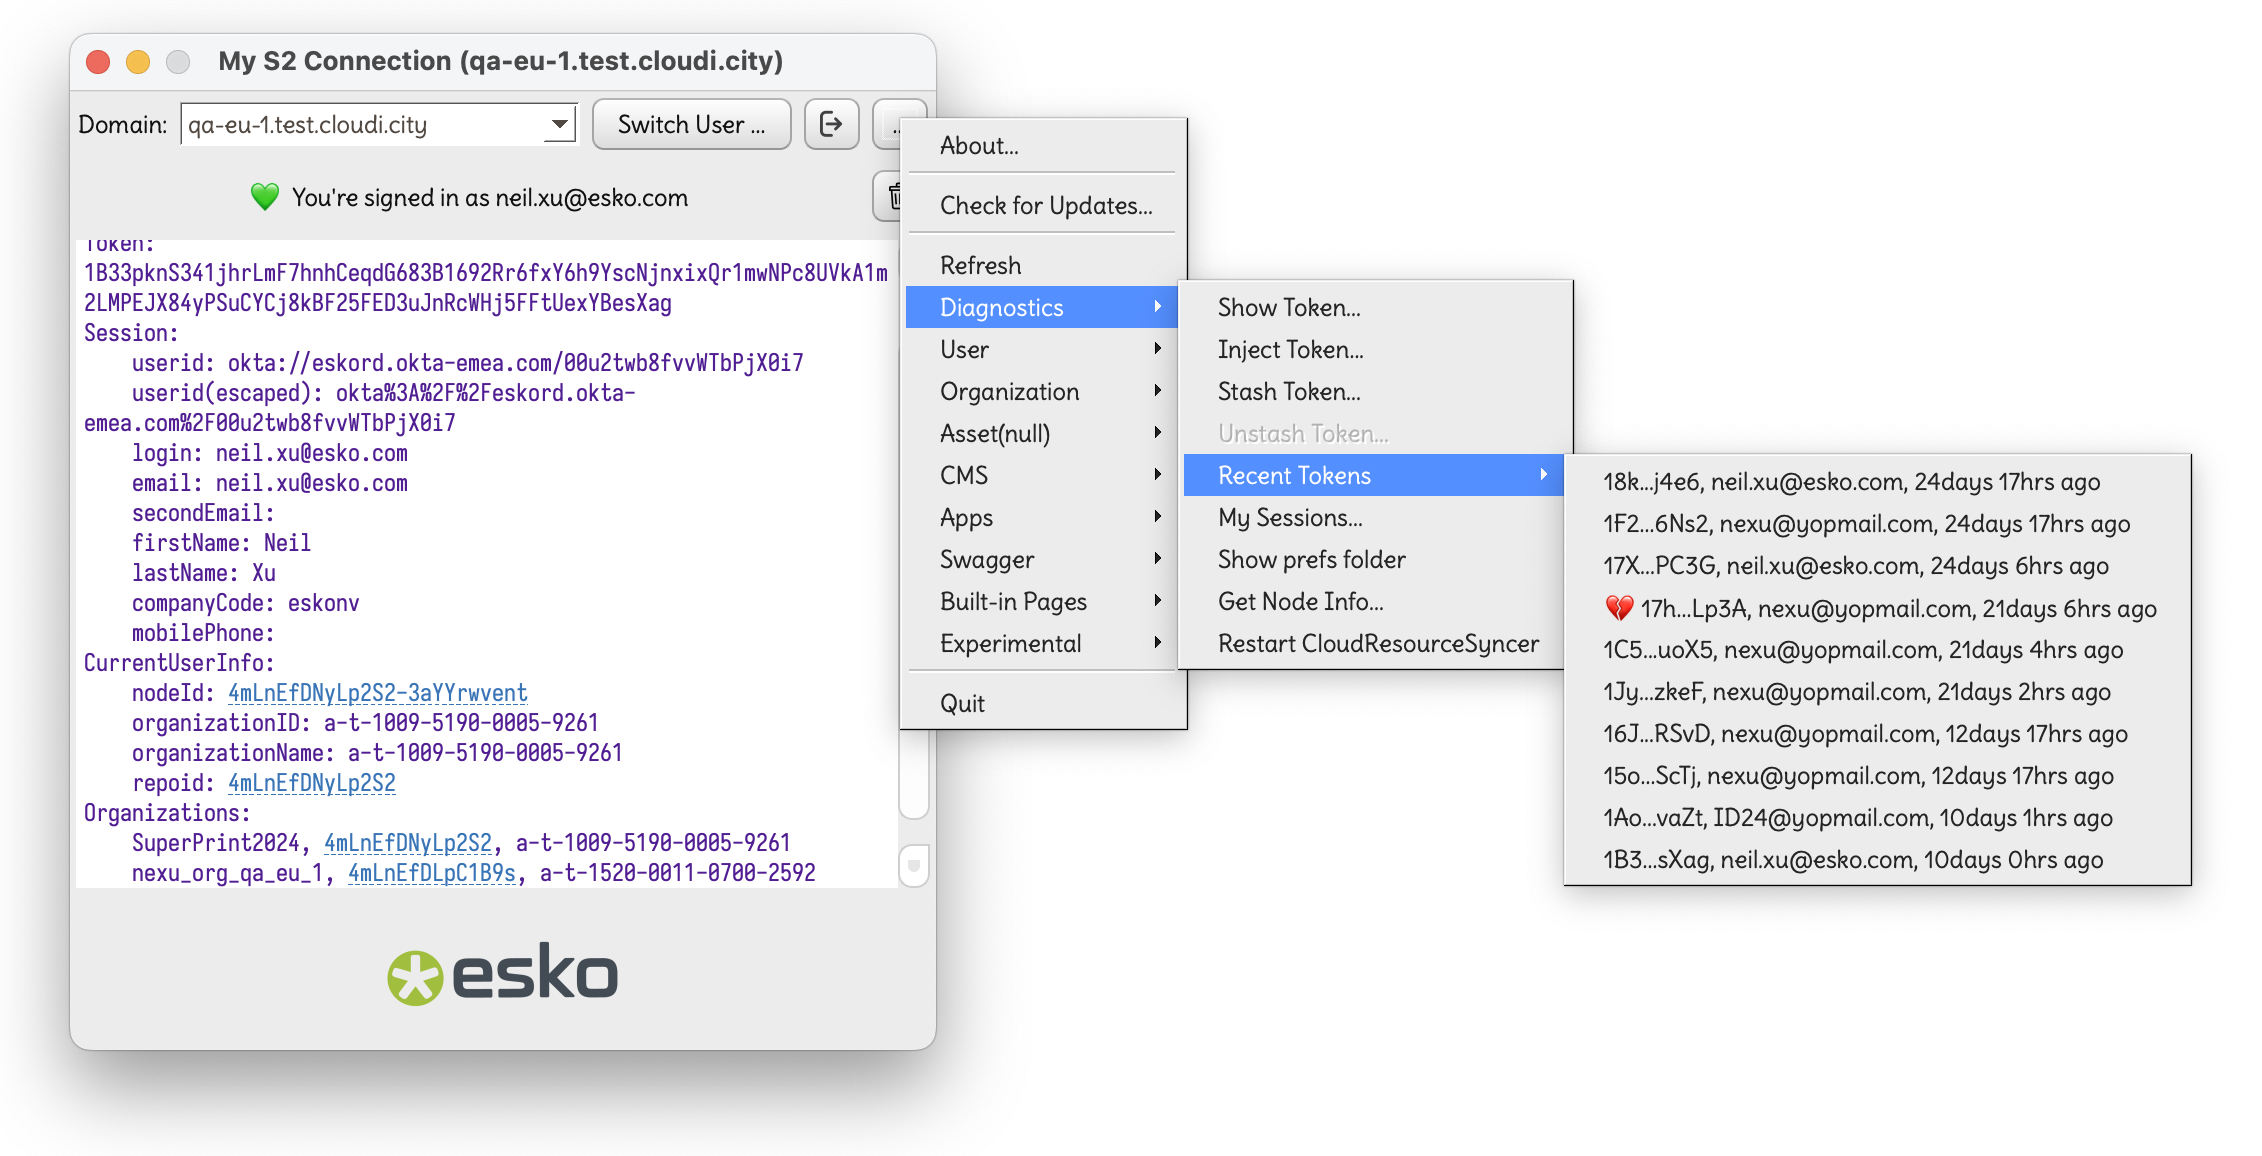 My S2 Connection (qa-eu-1.test.cloudi.city)
Domain:
qa-eu-1.test.cloudi.city
Switch User ...
..
💚 You're signed in as neil.xu@esko.com
Token:
1B33pknS341jhrLmF7hnhCeqdG683B1692Rr6fxY6h9YscNjnxixQr1mwNPc8UVkA1m
2LMPEJX84yPSuCYCj8kBF25FED3uJnRcWHj5FFtUexYBesXag
Session:
userid: okta://eskord.okta-emea.com/00u2twb8fvvWTbPjX0i7
userid(escaped): okta%3A%2F%2Feskord.okta-
emea.com%2F00u2twb8fvvWTbPjX0i7
login: neil.xu@esko.com
email: neil.xu@esko.com
secondEmail:
firstName: Neil
lastName: Xu
companyCode: eskonv
mobilePhone:
CurrentUserInfo:
nodeId: 4mLnEfDNyLp2S2-3aYYrwvent
organizationID: a-t-1009-5190-0005-9261
organizationName: a-t-1009-5190-0005-9261
repoid: 4mLnEfDNyLp2S2
Organizations:
SuperPrint2024, 4mLnEfDNyLp2S2, a-t-1009-5190-0005-9261
nexu_org_qa_eu_1, 4mLnEfDLpC1B9s, a-t-1520-0011-0700-2592
esko
About...
Check for Updates...
Refresh
Diagnostics
User
Organization
Asset(null)
CMS
Apps
Swagger
Built-in Pages
Experimental
Quit
Show Token...
Inject Token...
Stash Token...
Unstash Token...
Recent Tokens
My Sessions...
Show prefs folder
Get Node Info...
Restart CloudResourceSyncer
18k...j4e6, neil.xu@esko.com, 24days 17hrs ago
1F2...6Ns2, nexu@yopmail.com, 24days 17hrs ago
17X...PC3G, neil.xu@esko.com, 24days 6hrs ago
💔 17h...Lp3A, nexu@yopmail.com, 21days 6hrs ago
1C5...uoX5, nexu@yopmail.com, 21days 4hrs ago
1Jy...zkeF, nexu@yopmail.com, 21days 2hrs ago
16J...RSvD, nexu@yopmail.com, 12days 17hrs ago
15o...ScTj, nexu@yopmail.com, 12days 17hrs ago
1Ao...vaZt, ID24@yopmail.com, 10days 1hrs ago
1B3...sXag, neil.xu@esko.com, 10days 0hrs ago